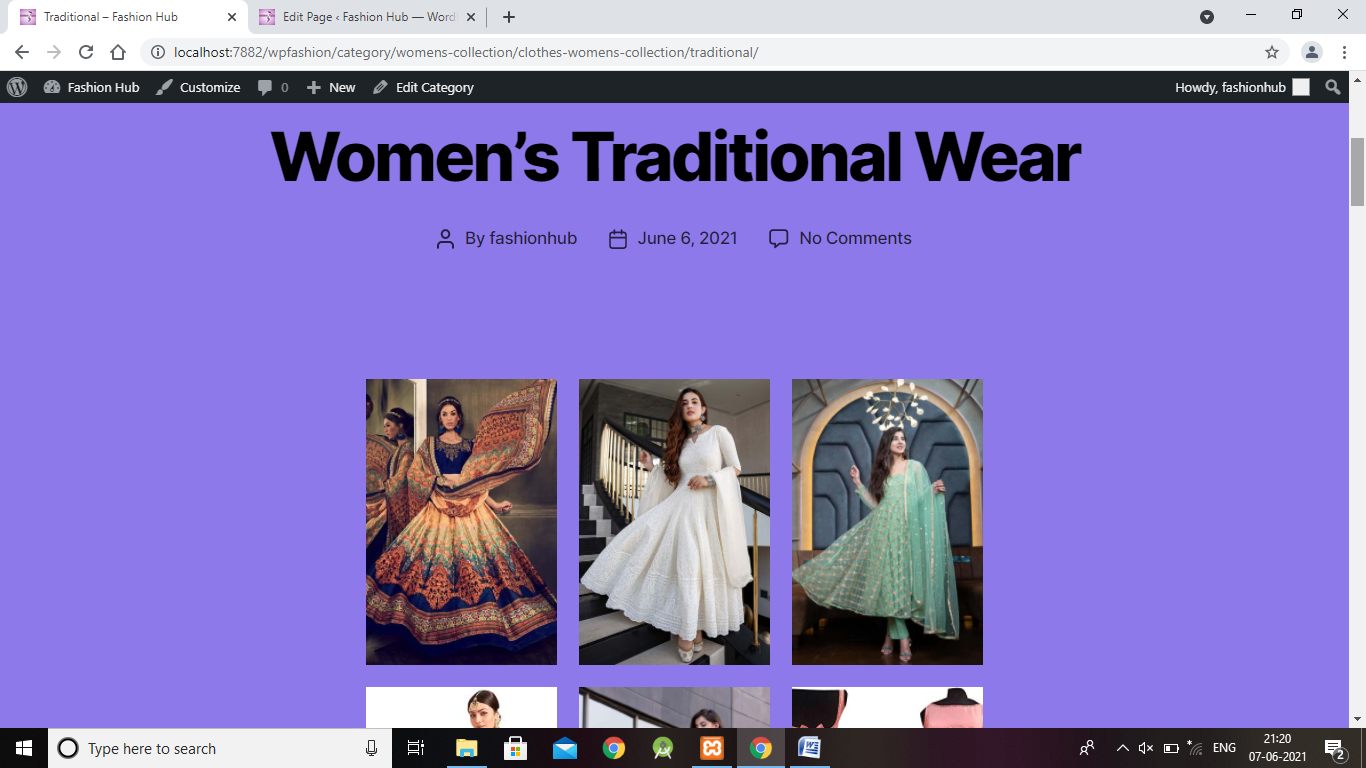 Traditional – Fashion Hub
Edit Page ‹ Fashion Hub — Word
localhost:7882/wpfashion/category/womens-collection/clothes-womens-collection/traditional/
Fashion Hub
Customize
0
New
Edit Category
Howdy, fashionhub
Women’s Traditional Wear
By fashionhub
June 6, 2021
No Comments
Type here to search
ENG
21:20
07-06-2021
2